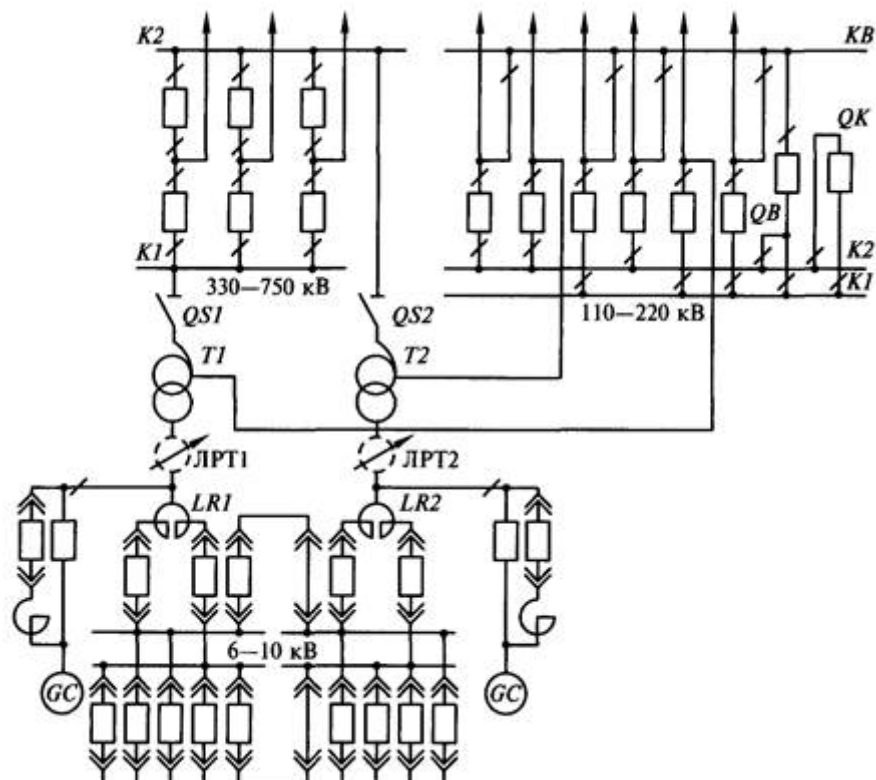 K2
KB
QK
QB
K1
K2
K1
330—750 кВ
110—220 кВ
QS1
QS2
T1
T2
ЛРТ1
ЛРТ2
LR1
LR2
6—10 кВ
GC
GC